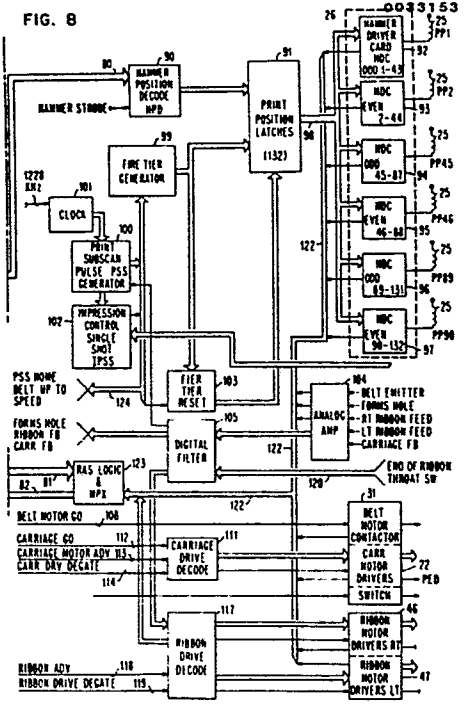 FIG. 8
0033153
80
90
HAMMER
POSITION
DECODE
HPD
HAMMER STROBE
91
PRINT
POSITION
LATCHES
(132)
98
99
FIRE TIER
GENERATOR
1228
101
CLOCK
100
PRINT
SUBSCAN
PULSE PSS
GENERATOR
102
IMPRESSION
CONTROL
SINGLE
SHOT
IPSS
26
HAMMER
DRIVER
CARD
HDC
ODD 1-43
25
PP1
92
HDC
EVEN
2-44
25
PP2
93
HDC
ODD
45-87
25
PP45
94
HDC
EVEN
46-88
25
PP46
95
HDC
ODD
89-131
25
PP89
96
HDC
EVEN
90-132
25
PP90
97
122
PSS HOME
BELT UP TO
SPEED
124
FIER
TIER
RESET
103
FORMS HOLE
RIBBON FB
CARR FB
105
DIGITAL
FILTER
122
104
ANALOG
AMP
BELT EMITTER
FORMS HOLE
RT RIBBON FEED
LT RIBBON FEED
CARRIAGE FB
END OF RIBBON
THROAT SW
120
82
81
RAS LOGIC
&
MPX
123
122
BELT MOTOR GO
108
CARRIAGE GO
112
CARRIAGE MOTOR ADV
113
CARR DRV DEGATE
114
111
CARRIAGE
DRIVE
DECODE
31
BELT
MOTOR
CONTACTOR
CARR
MOTOR
DRIVERS
22
PED
SWITCH
117
RIBBON
DRIVE
DECODE
46
RIBBON
MOTOR
DRIVERS RT
RIBBON
MOTOR
DRIVERS LT
47
RIBBON ADV
118
RIBBON DRIVE DEGATE
119